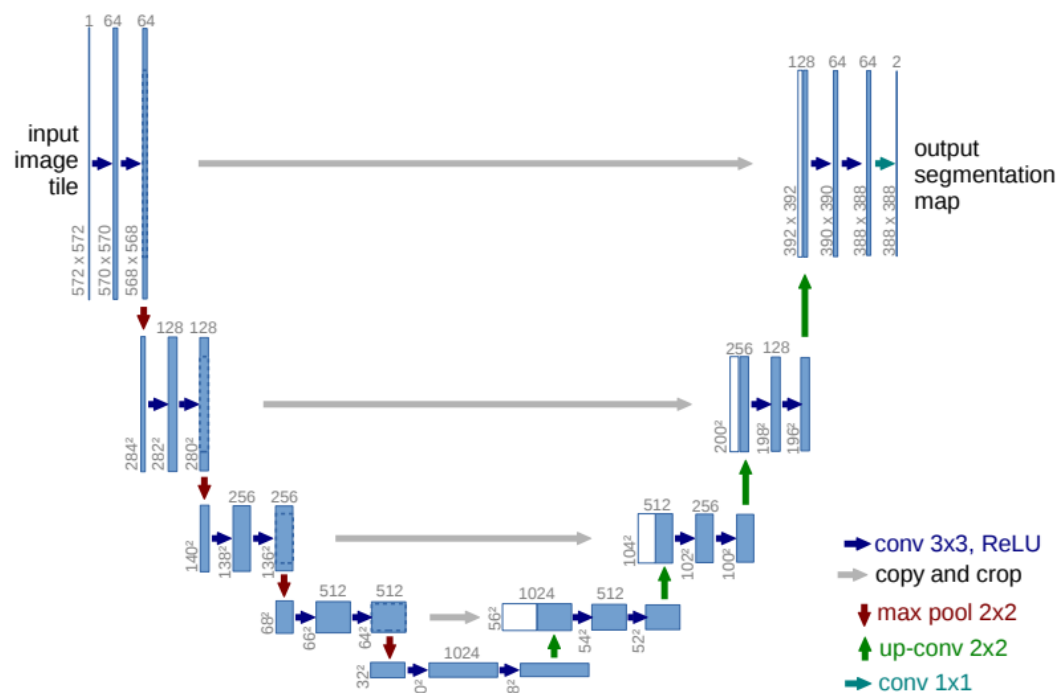 1 64 64
128 64 64 2
input
image
tile
output
segmentation
map
572 x 572
570 x 570
568 x 568
392 x 392
390 x 390
388 x 388
388 x 388
128 128
256 128
284²
282²
280²
200²
198²
196²
256 256
512 256
140²
138²
136²
104²
102²
100²
512 512
1024 512
68²
66²
64²
56²
54²
52²
1024
32²
conv 3x3, ReLU
copy and crop
max pool 2x2
up-conv 2x2
conv 1x1